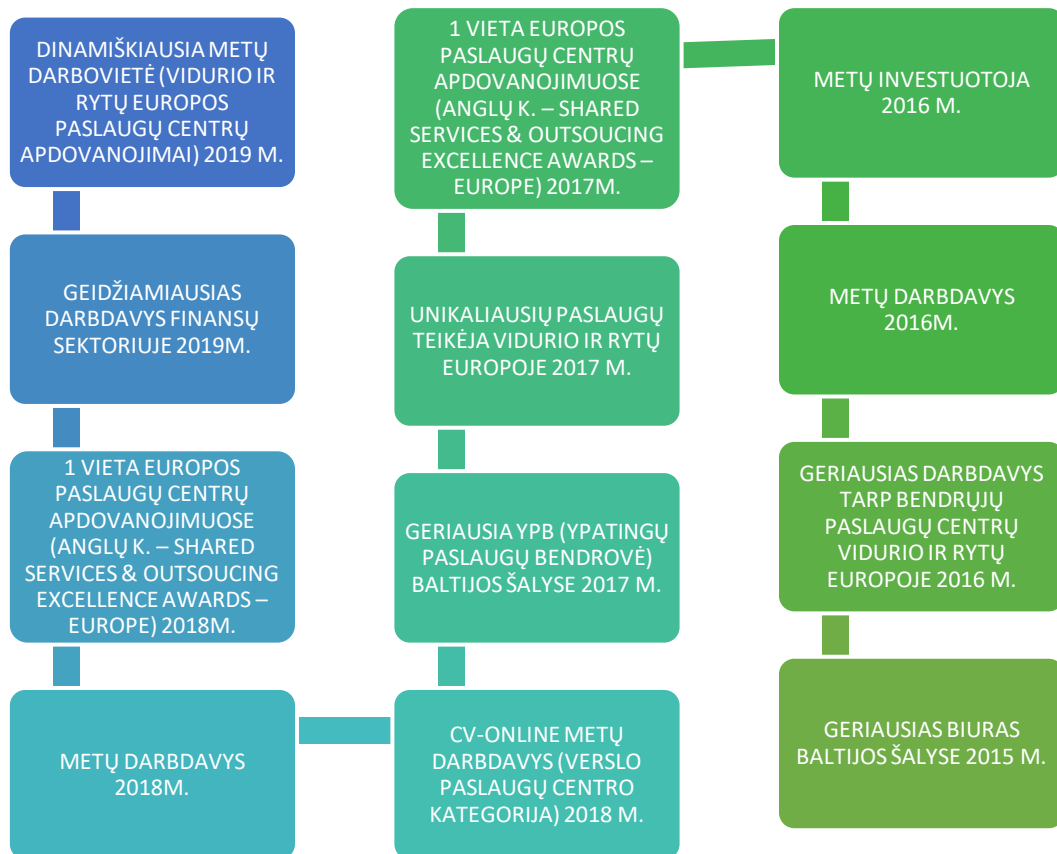 DINAMIŠKIAUSIA METŲ
DARBOVIETĖ (VIDURIO IR
RYTŲ EUROPOS
PASLAUGŲ CENTRŲ
APDOVANOJIMAI) 2019 M.
GEIDŽIAMIAUSIAS
DARBDAVYS FINANSŲ
SEKTORIUJE 2019M.
1 VIETA EUROPOS
PASLAUGŲ CENTRŲ
APDOVANOJIMUOSE
(ANGLŲ K. – SHARED
SERVICES & OUTSOUCING
EXCELLENCE AWARDS –
EUROPE) 2018M.
METŲ DARBDAVYS
2018M.
CV-ONLINE METŲ
DARBDAVYS (VERSLO
PASLAUGŲ CENTRO
KATEGORIJA) 2018 M.
GERIAUSIA YPB (YPATINGŲ
PASLAUGŲ BENDROVĖ)
BALTIJOS ŠALYSE 2017 M.
UNIKALIAUSIŲ PASLAUGŲ
TEIKĖJA VIDURIO IR RYTŲ
EUROPOJE 2017 M.
1 VIETA EUROPOS
PASLAUGŲ CENTRŲ
APDOVANOJIMUOSE
(ANGLŲ K. – SHARED
SERVICES & OUTSOUCING
EXCELLENCE AWARDS –
EUROPE) 2017M.
METŲ INVESTUOTOJA
2016 M.
METŲ DARBDAVYS
2016M.
GERIAUSIAS DARBDAVYS
TARP BENDRŲJŲ
PASLAUGŲ CENTRŲ
VIDURIO IR RYTŲ
EUROPOJE 2016 M.
GERIAUSIAS BIURAS
BALTIJOS ŠALYSE 2015 M.